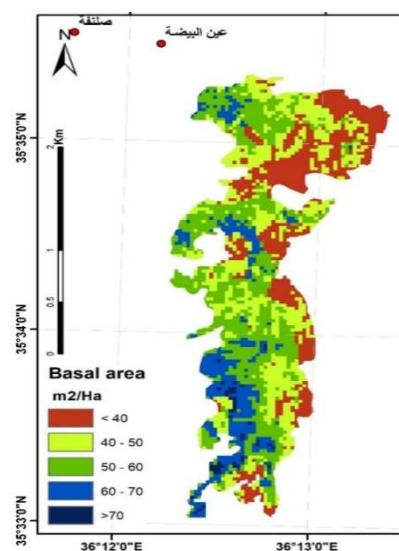 صلنفة
عين البيضة
N
35°35'0"N
2
Km
1
0.5
0
35°34'0"N
Basal area
m2/Ha
< 40
40 - 50
50 - 60
60 - 70
>70
35°33'0"N
36°12'0"E
36°13'0"E